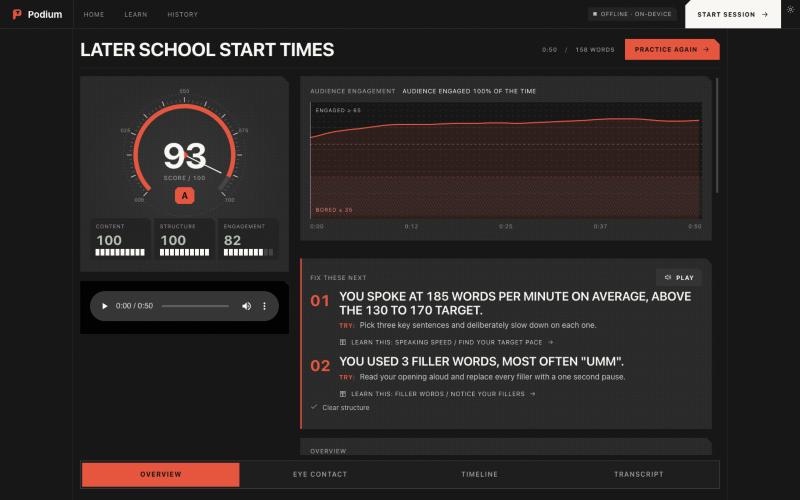 Podium
HOME LEARN HISTORY
OFFLINE · ON-DEVICE
START SESSION →
LATER SCHOOL START TIMES
0:50 / 158 WORDS
PRACTICE AGAIN →
050
025
075
93
SCORE / 100
000
100
A
CONTENT
100
STRUCTURE
100
ENGAGEMENT
82
0:00 / 0:50
AUDIENCE ENGAGEMENT AUDIENCE ENGAGED 100% OF THE TIME
ENGAGED ≥ 65
BORED ≤ 35
0:00 0:12 0:25 0:37 0:50
FIX THESE NEXT
PLAY
01
YOU SPOKE AT 185 WORDS PER MINUTE ON AVERAGE, ABOVE
THE 130 TO 170 TARGET.
TRY: Pick three key sentences and deliberately slow down on each one.
LEARN THIS: SPEAKING SPEED / FIND YOUR TARGET PACE →
02
YOU USED 3 FILLER WORDS, MOST OFTEN "UMM".
TRY: Read your opening aloud and replace every filler with a one second pause.
LEARN THIS: FILLER WORDS / NOTICE YOUR FILLERS →
Clear structure
OVERVIEW
OVERVIEW EYE CONTACT TIMELINE TRANSCRIPT